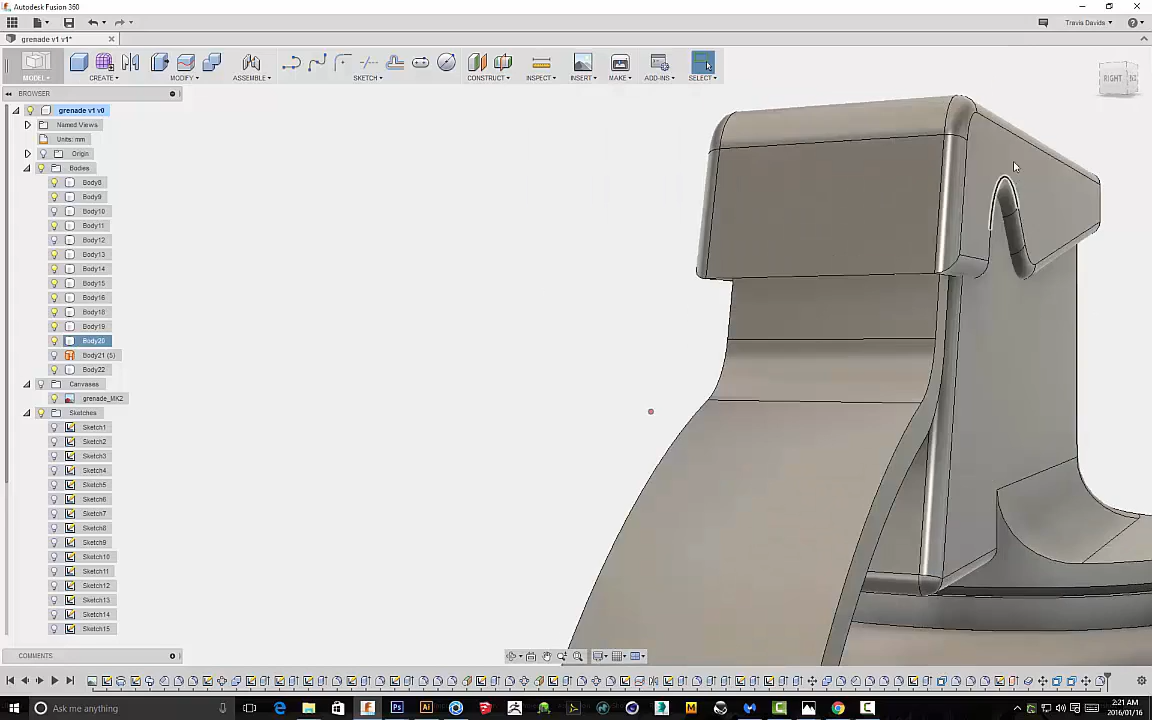 Autodesk Fusion 360
Travis Davids
grenade v1 v1*
MODEL
CREATE
MODIFY
ASSEMBLE
SKETCH
CONSTRUCT
INSPECT
INSERT
MAKE
ADD-INS
SELECT
BROWSER
RIGHT
grenade v1 v0
Named Views
Units: mm
Origin
Bodies
Body8
Body9
Body10
Body11
Body12
Body13
Body14
Body15
Body16
Body18
Body19
Body20
Body21 (5)
Body22
Canvases
grenade_MK2
Sketches
Sketch1
Sketch2
Sketch3
Sketch4
Sketch5
Sketch6
Sketch7
Sketch8
Sketch9
Sketch10
Sketch11
Sketch12
Sketch13
Sketch14
Sketch15
COMMENTS
Ask me anything
2:21 AM
2016/01/16